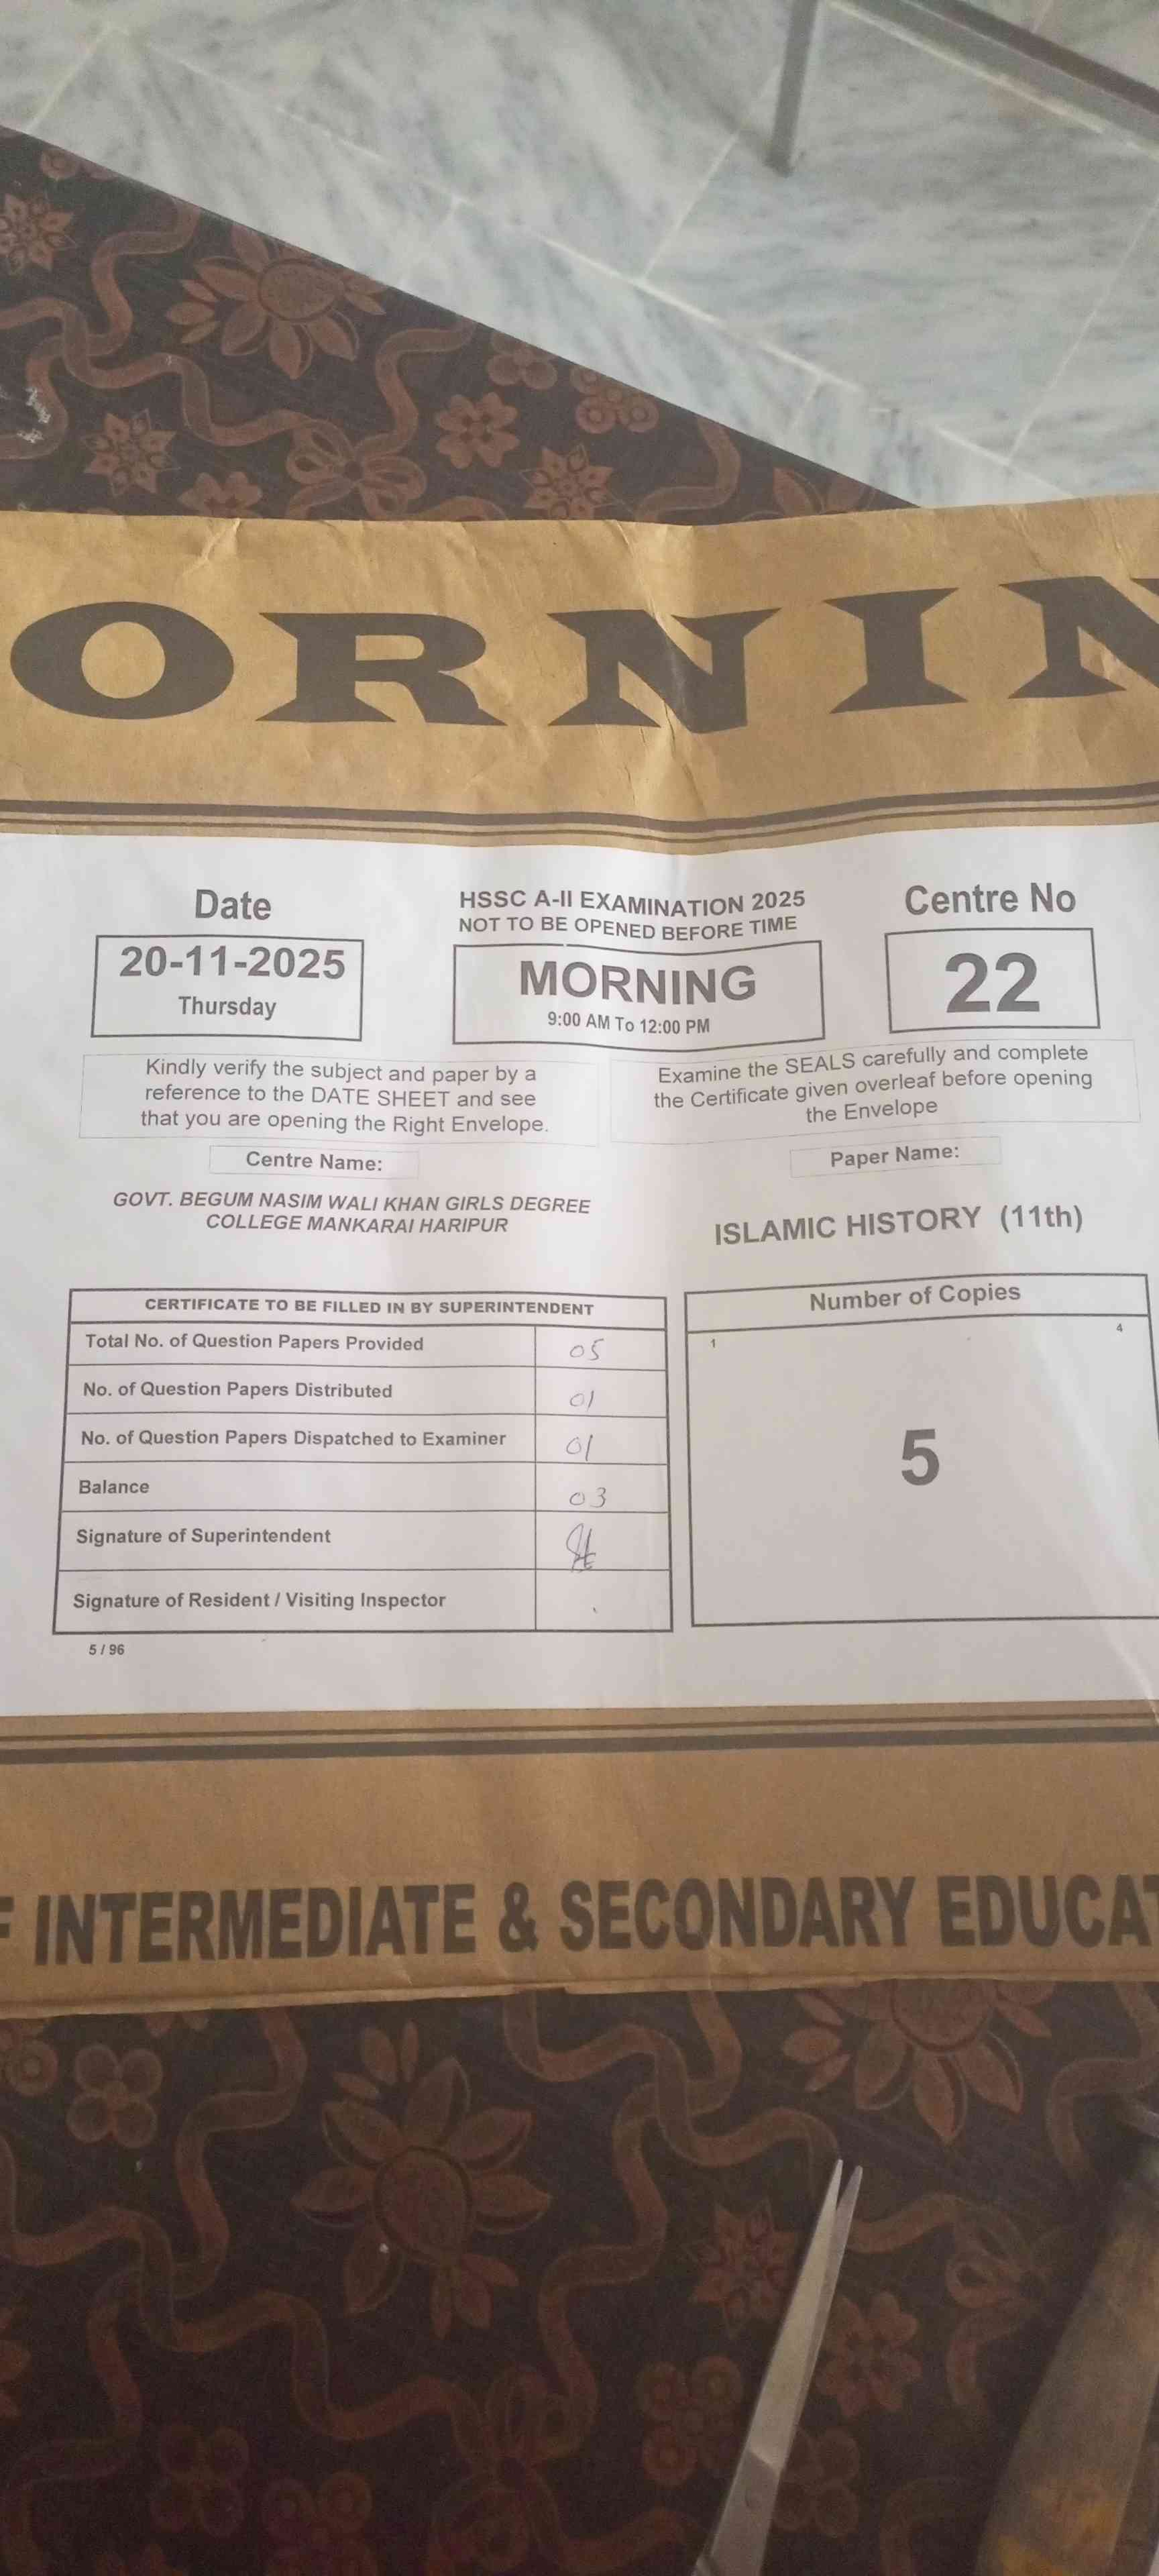 ORNIN
Date
20-11-2025
Thursday
HSSC A-II EXAMINATION 2025
NOT TO BE OPENED BEFORE TIME
MORNING
9:00 AM To 12:00 PM
Centre No
22
Kindly verify the subject and paper by a
reference to the DATE SHEET and see
that you are opening the Right Envelope.
Examine the SEALS carefully and complete
the Certificate given overleaf before opening
the Envelope
Centre Name:
GOVT. BEGUM NASIM WALI KHAN GIRLS DEGREE
COLLEGE MANKARAI HARIPUR
Paper Name:
ISLAMIC HISTORY (11th)
CERTIFICATE TO BE FILLED IN BY SUPERINTENDENT
Total No. of Question Papers Provided 05
No. of Question Papers Distributed 01
No. of Question Papers Dispatched to Examiner 01
Balance 03
Signature of Superintendent
Signature of Resident / Visiting Inspector
5 / 96
Number of Copies
1 4
5
INTERMEDIATE & SECONDARY EDUCAT